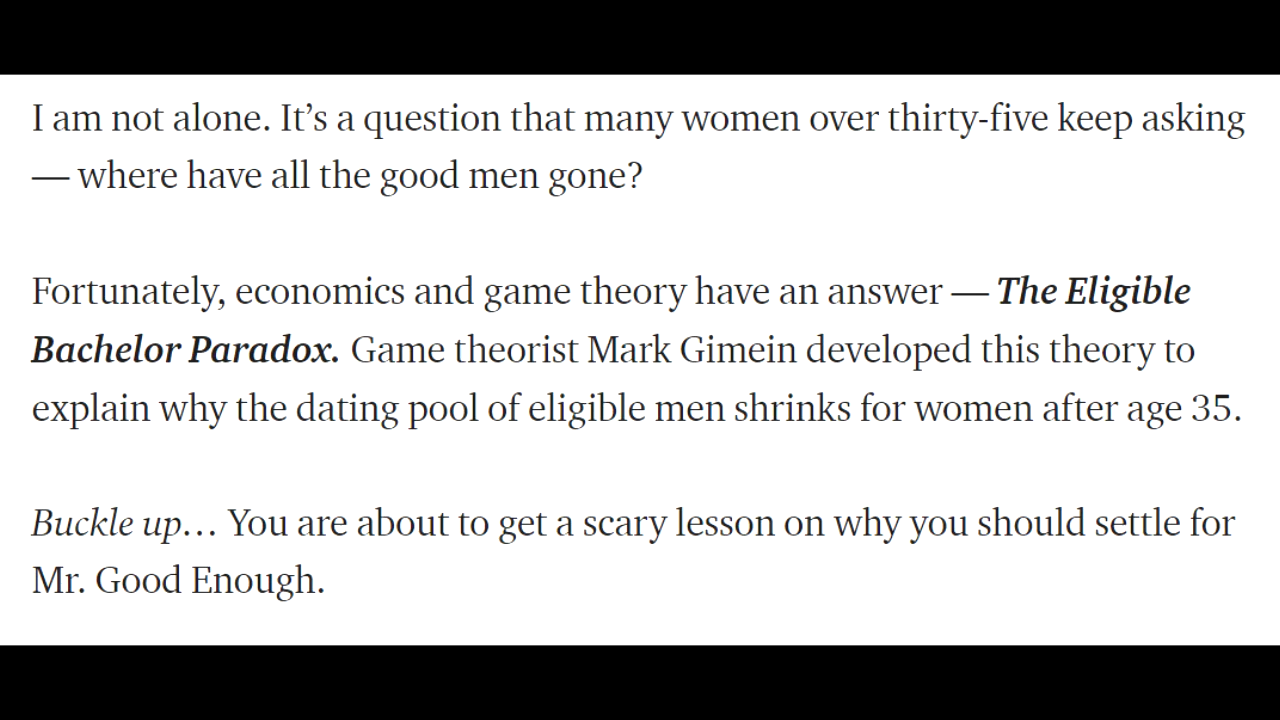 I am not alone. It’s a question that many women over thirty-five keep asking
— where have all the good men gone?
Fortunately, economics and game theory have an answer — The Eligible
Bachelor Paradox. Game theorist Mark Gimein developed this theory to
explain why the dating pool of eligible men shrinks for women after age 35.
Buckle up… You are about to get a scary lesson on why you should settle for
Mr. Good Enough.